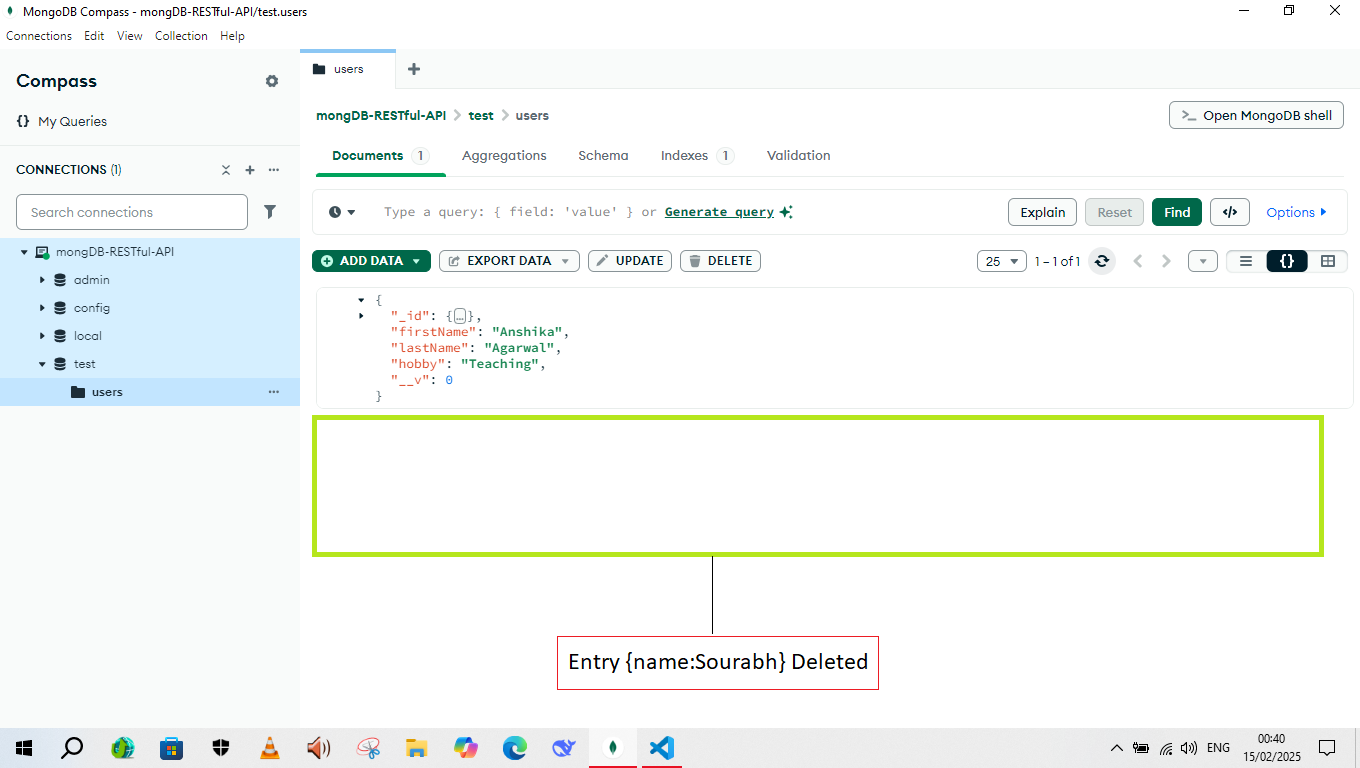 MongoDB Compass - mongDB-RESTful-API/test.users
Connections Edit View Collection Help
Compass
{} My Queries
CONNECTIONS (1)
Search connections
mongDB-RESTful-API
admin
config
local
test
users
users
mongDB-RESTful-API > test > users
>_ Open MongoDB shell
Documents 1 Aggregations Schema Indexes 1 Validation
Type a query: { field: 'value' } or Generate query
Explain Reset Find </> Options
ADD DATA EXPORT DATA UPDATE DELETE
25 1 – 1 of 1 {}
{
"_id": {…},
"firstName": "Anshika",
"lastName": "Agarwal",
"hobby": "Teaching",
"__v": 0
}
Entry {name:Sourabh} Deleted
ENG
00:40
15/02/2025